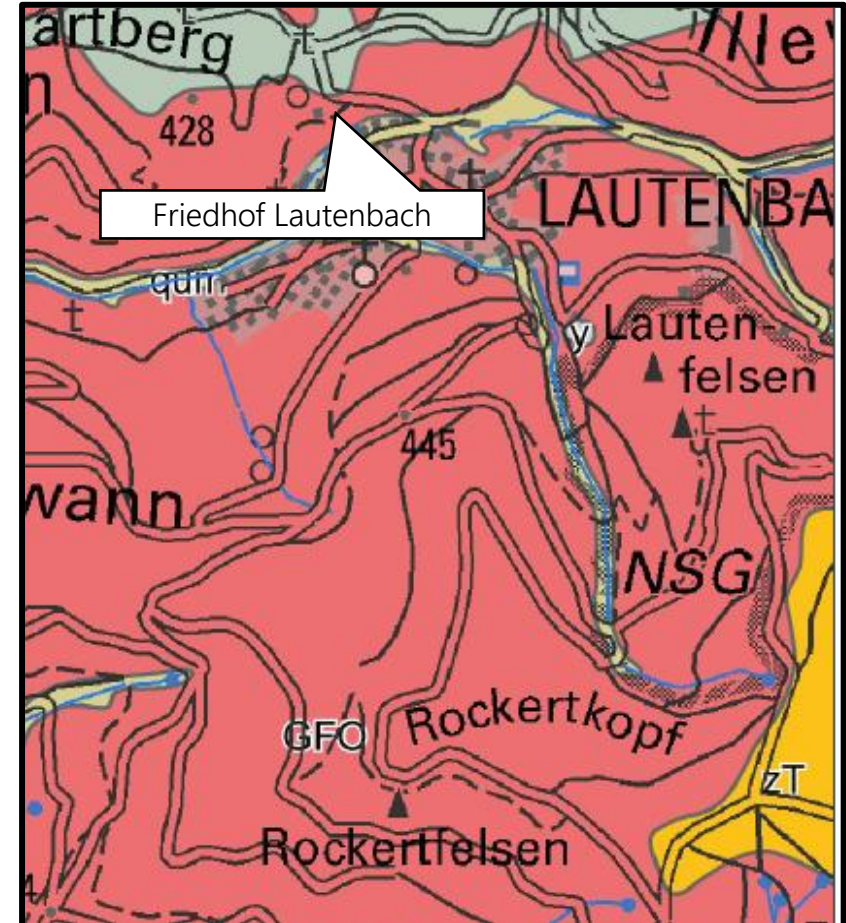 artberg
428
Friedhof Lautenbach
LAUTENBA
qum
t
y
Lauten-
felsen
t
445
wann
NSG
GFO
Rockertkopf
zT
Rockertfelsen